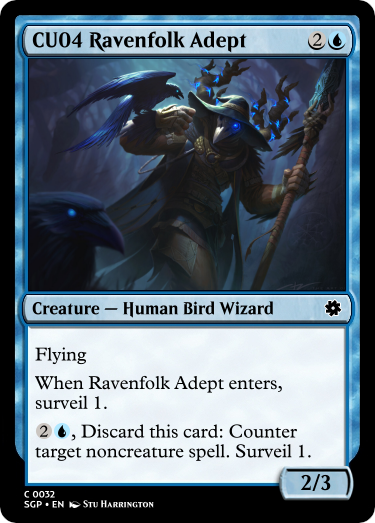 CU04 Ravenfolk Adept 2
Creature — Human Bird Wizard
Flying
When Ravenfolk Adept enters,
surveil 1.
2 , Discard this card: Counter
target noncreature spell. Surveil 1.
2/3
C 0032
SGP • EN Stu Harrington